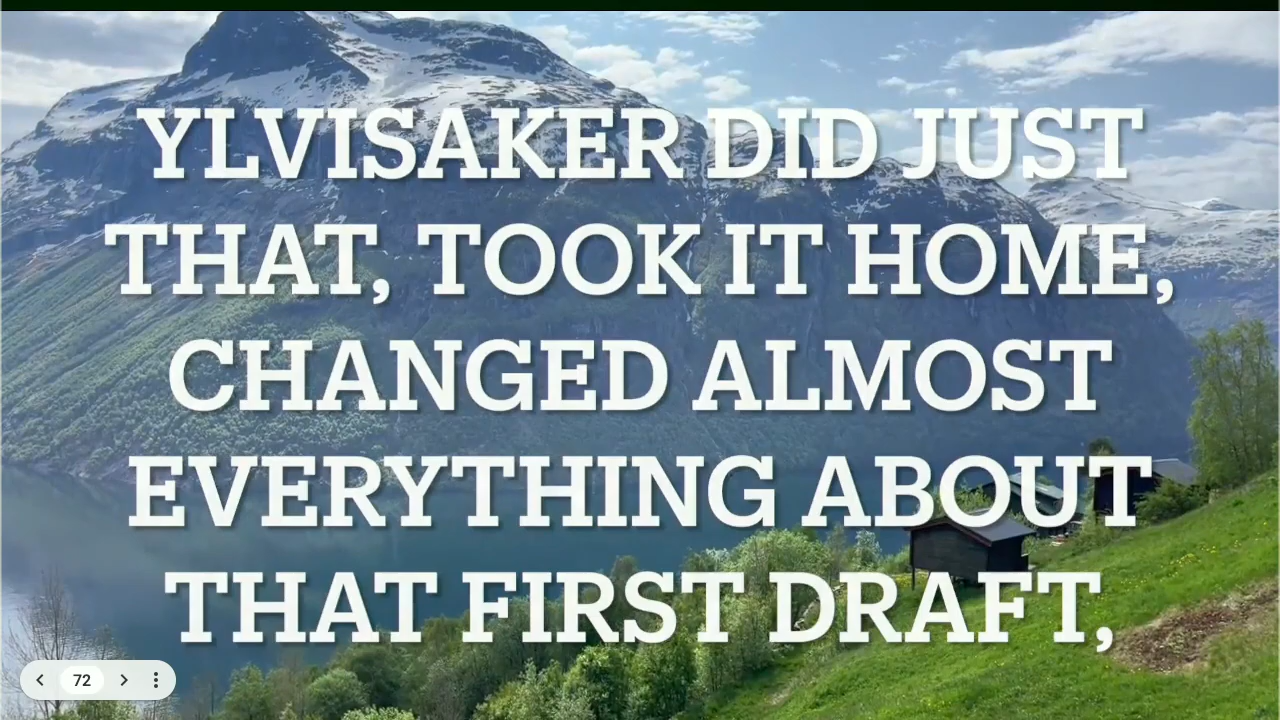 YLVISAKER DID JUST
THAT, TOOK IT HOME,
CHANGED ALMOST
EVERYTHING ABOUT
THAT FIRST DRAFT,
72